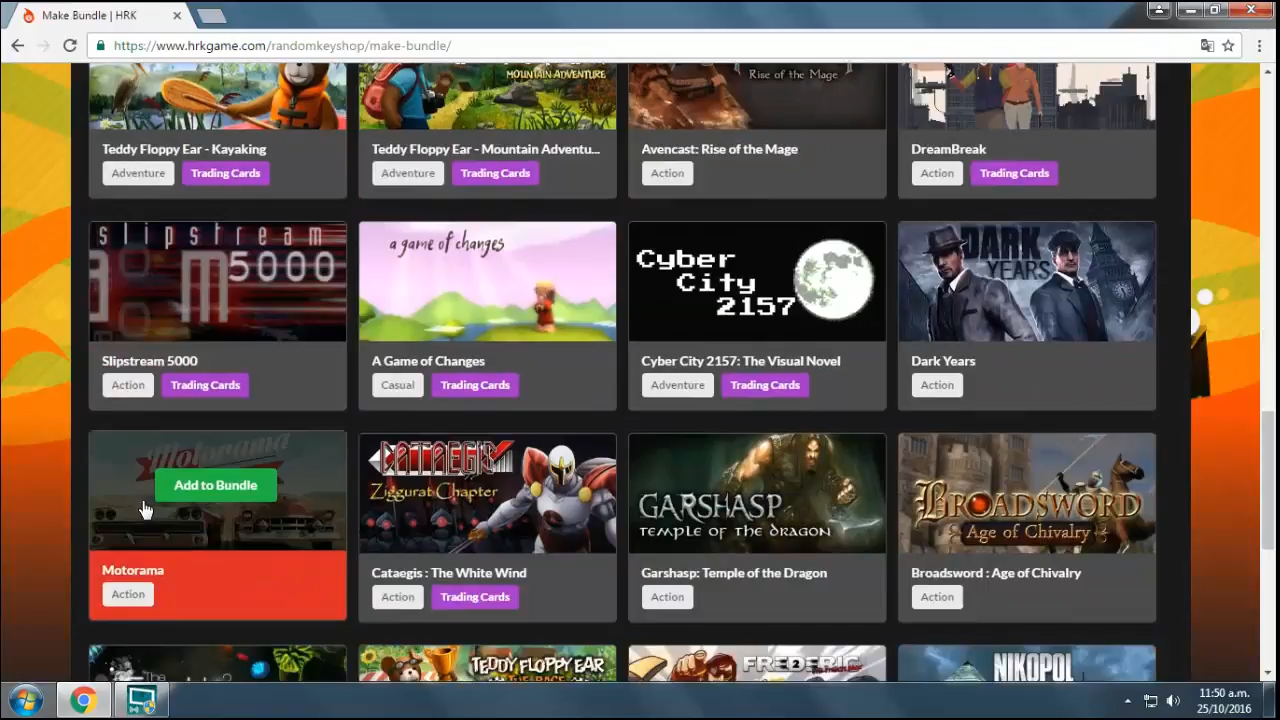 Make Bundle | HRK
https://www.hrkgame.com/randomkeyshop/make-bundle/
MOUNTAIN ADVENTURE
Rise of the Mage
Teddy Floppy Ear - Kayaking
Adventure
Trading Cards
Teddy Floppy Ear - Mountain Adventu...
Adventure
Trading Cards
Avencast: Rise of the Mage
Action
DreamBreak
Action
Trading Cards
slipstream
5000
m5000
a game of changes
Cyber
City
2157
DARK
YEARS
Slipstream 5000
Action
Trading Cards
A Game of Changes
Casual
Trading Cards
Cyber City 2157: The Visual Novel
Adventure
Trading Cards
Dark Years
Action
Motorama
Add to Bundle
CATAEGIS
Ziggurat Chapter
GARSHASP
TEMPLE OF THE DRAGON
BROADSWORD
Age of Chivalry
Motorama
Action
Cataegis : The White Wind
Action
Trading Cards
Garshasp: Temple of the Dragon
Action
Broadsword : Age of Chivalry
Action
The
TEDDY FLOPPY EAR
THE RACE
FREDERIC
NIKOPOL
11:50 a.m.
25/10/2016